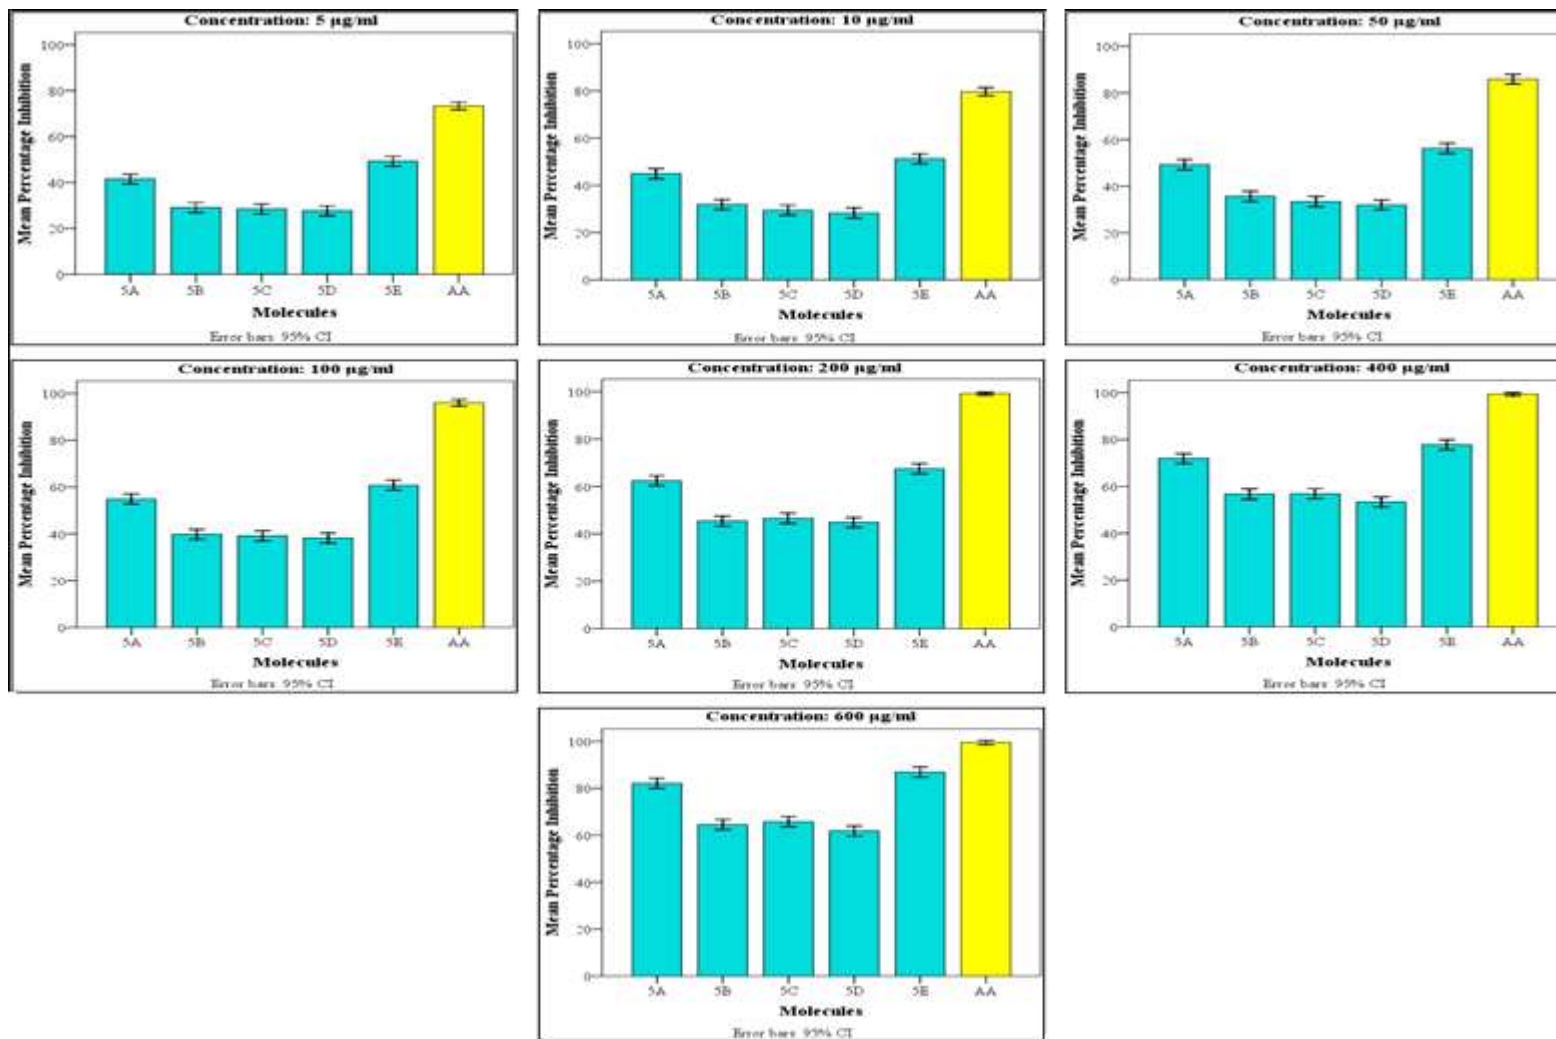 Concentration: 5 µg/ml
Mean Percentage Inhibition
100
80
60
40
20
0
5A 5B 5C 5D 5E AA
Molecules
Error bars: 95% CI
Concentration: 10 µg/ml
Mean Percentage Inhibition
100
80
60
40
20
0
5A 5B 5C 5D 5E AA
Molecules
Error bars: 95% CI
Concentration: 50 µg/ml
Mean Percentage Inhibition
100
80
60
40
20
0
5A 5B 5C 5D 5E AA
Molecules
Error bars: 95% CI
Concentration: 100 µg/ml
Mean Percentage Inhibition
100
80
60
40
20
0
5A 5B 5C 5D 5E AA
Molecules
Error bars: 95% CI
Concentration: 200 µg/ml
Mean Percentage Inhibition
100
80
60
40
20
0
5A 5B 5C 5D 5E AA
Molecules
Error bars: 95% CI
Concentration: 400 µg/ml
Mean Percentage Inhibition
100
80
60
40
20
0
5A 5B 5C 5D 5E AA
Molecules
Error bars: 95% CI
Concentration: 600 µg/ml
Mean Percentage Inhibition
100
80
60
40
20
0
5A 5B 5C 5D 5E AA
Molecules
Error bars: 95% CI